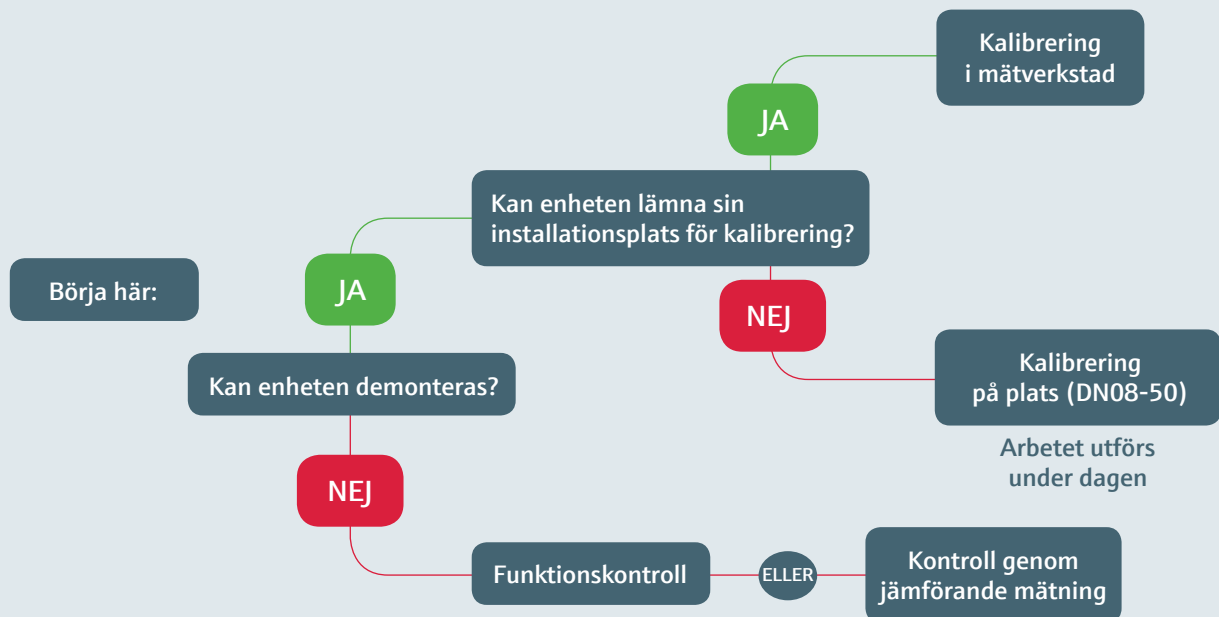 Börja här:
Kan enheten demonteras?
JA
Kan enheten lämna sin
installationsplats för kalibrering?
JA
Kalibrering
i mätverkstad
NEJ
Kalibrering
på plats (DN08-50)
Arbetet utförs
under dagen
NEJ
Funktionskontroll
ELLER
Kontroll genom
jämförande mätning